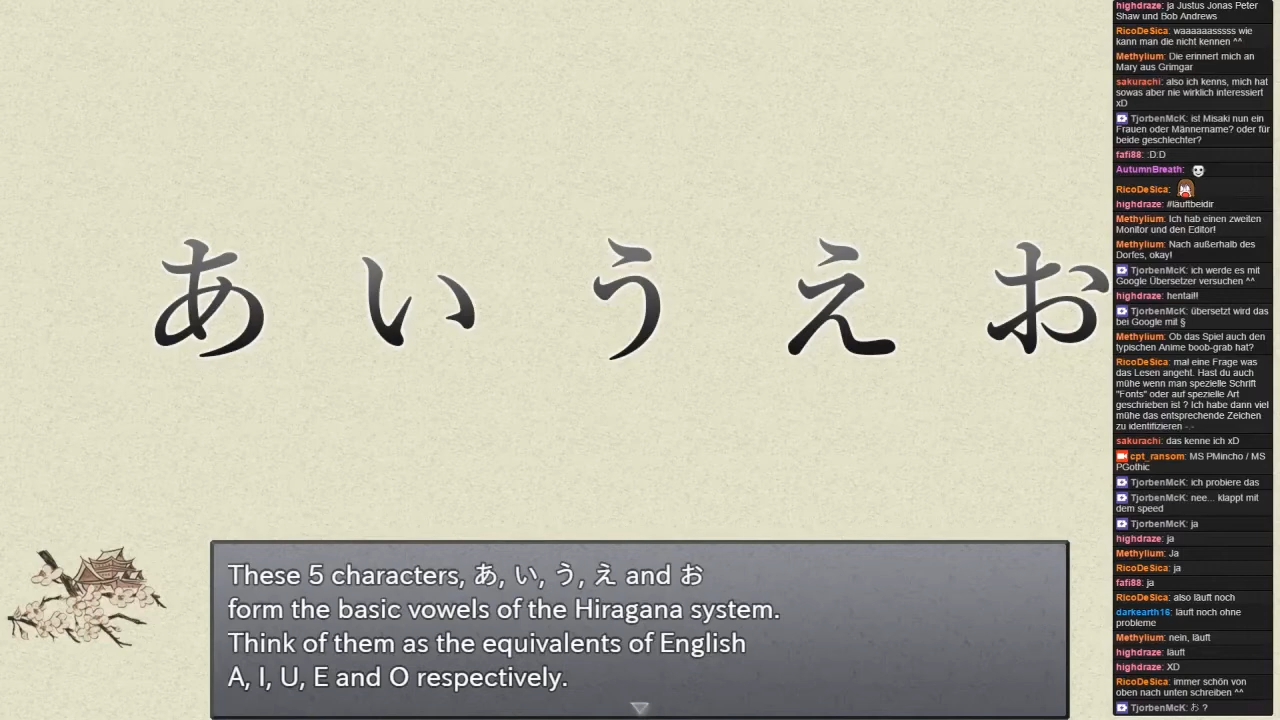 あ い う え お
These 5 characters, あ, い, う, え and お
form the basic vowels of the Hiragana system.
Think of them as the equivalents of English
A, I, U, E and O respectively.
highdraze: ja Justus Jonas Peter
Shaw und Bob Andrews
RicoDeSica: waaaaaasssss wie
kann man die nicht kennen ^^
Methylium: Die erinnert mich an
Mary aus Grimgar
sakurachi: also ich kenns, mich hat
sowas aber nie wirklich interessiert
xD
TjorbenMcK: ist Misaki nun ein
Frauen oder Männername? oder für
beide geschlechter?
fafi88: :D:D
AutumnBreath:
RicoDeSica:
highdraze: #läuftbeidir
Methylium: Ich hab einen zweiten
Monitor und den Editor!
Methylium: Nach außerhalb des
Dorfes, okay!
TjorbenMcK: ich werde es mit
Google Übersetzer versuchen ^^
highdraze: hentai!!
TjorbenMcK: übersetzt wird das
bei Google mit §
Methylium: Ob das Spiel auch den
typischen Anime boob-grab hat?
RicoDeSica: mal eine Frage was
das Lesen angeht. Hast du auch
mühe wenn man spezielle Schrift
"Fonts" oder auf spezielle Art
geschrieben ist ? Ich habe dann viel
mühe das entsprechende Zeichen
zu identifizieren -.-
sakurachi: das kenne ich xD
cpt_ransom: MS PMincho / MS
PGothic
TjorbenMcK: ich probiere das
TjorbenMcK: nee... klappt mit
dem speed
TjorbenMcK: ja
highdraze: ja
Methylium: Ja
RicoDeSica: ja
fafi88: ja
RicoDeSica: also läuft noch
darkearth16: läuft noch ohne
probleme
Methylium: nein, läuft
highdraze: läuft
highdraze: XD
RicoDeSica: immer schön von
oben nach unten schreiben ^^
TjorbenMcK: お ?